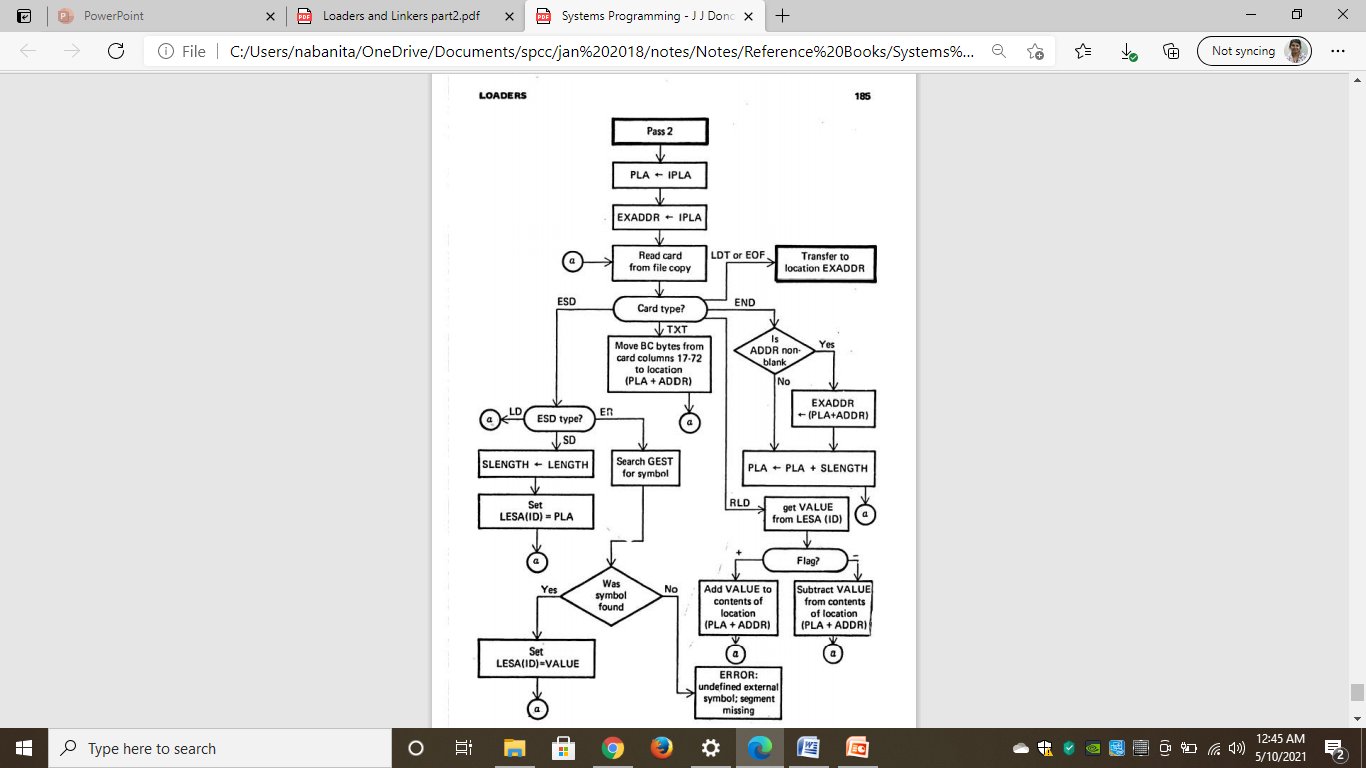 PowerPoint
Loaders and Linkers part2.pdf
Systems Programming - J J Dono
File
C:/Users/nabanita/OneDrive/Documents/spcc/jan%202018/notes/Notes/Reference%20Books/Systems%...
Not syncing
LOADERS
185
Pass 2
PLA ← IPLA
EXADDR ← IPLA
a
Read card
from file copy
LDT or EOF
Transfer to
location EXADDR
ESD
Card type?
END
TXT
Move BC bytes from
card columns 17-72
to location
(PLA + ADDR)
a
Is
ADDR non-
blank
Yes
No
EXADDR
← (PLA+ADDR)
a
LD
ESD type?
ER
SD
SLENGTH ← LENGTH
Search GEST
for symbol
PLA ← PLA + SLENGTH
a
Set
LESA(ID) = PLA
a
RLD
get VALUE
from LESA (ID)
+
Flag?
−
Add VALUE to
contents of
location
(PLA + ADDR)
a
Subtract VALUE
from contents
of location
(PLA + ADDR)
a
Was
symbol
found
Yes
No
Set
LESA(ID)=VALUE
a
ERROR:
undefined external
symbol; segment
missing
Type here to search
12:45 AM
5/10/2021
2